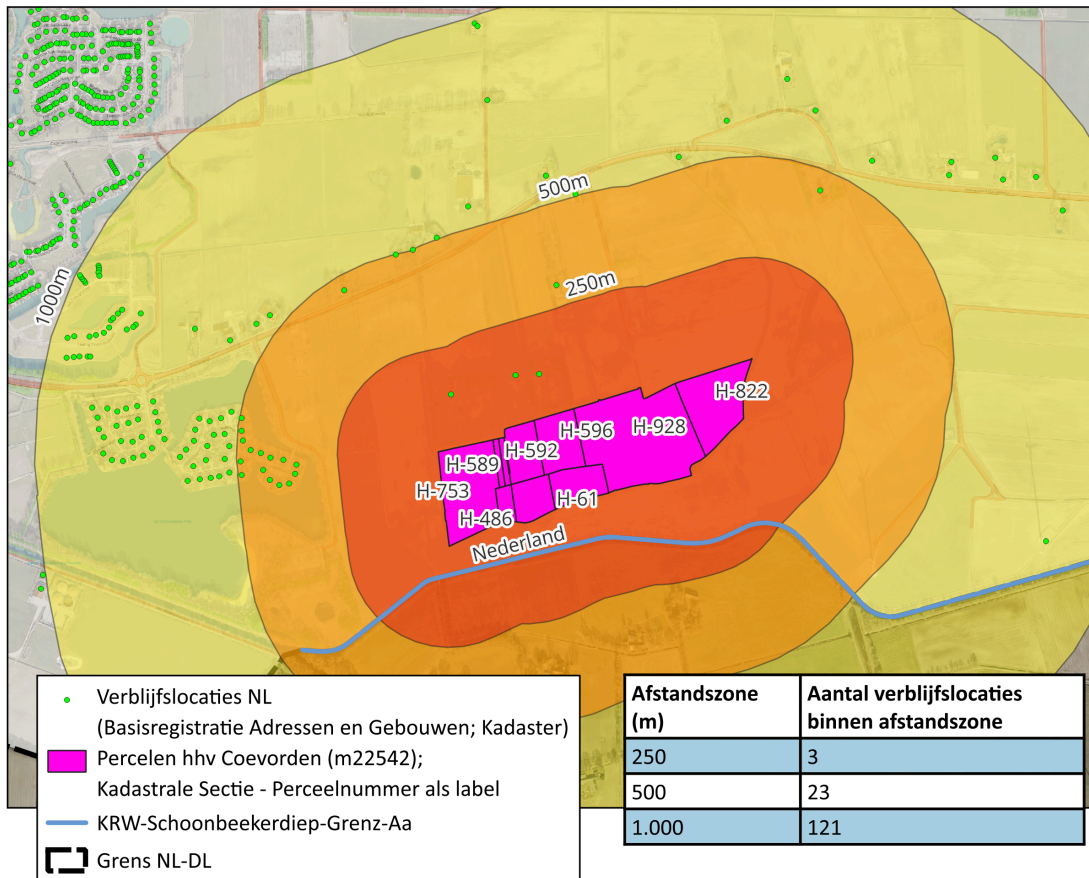 500m
250m
1000m
H-822
H-596
H-928
H-592
H-589
H-753
H-61
H-486
Nederland
Verblijfslocaties NL
(Basisregistratie Adressen en Gebouwen; Kadaster)
Percelen hhv Coevorden (m22542);
Kadastrale Sectie - Perceelnummer als label
KRW-Schoonbeekerdiep-Grenz-Aa
Grens NL-DL
Afstandszone (m) Aantal verblijfslocaties binnen afstandszone
250 3
500 23
1.000 121